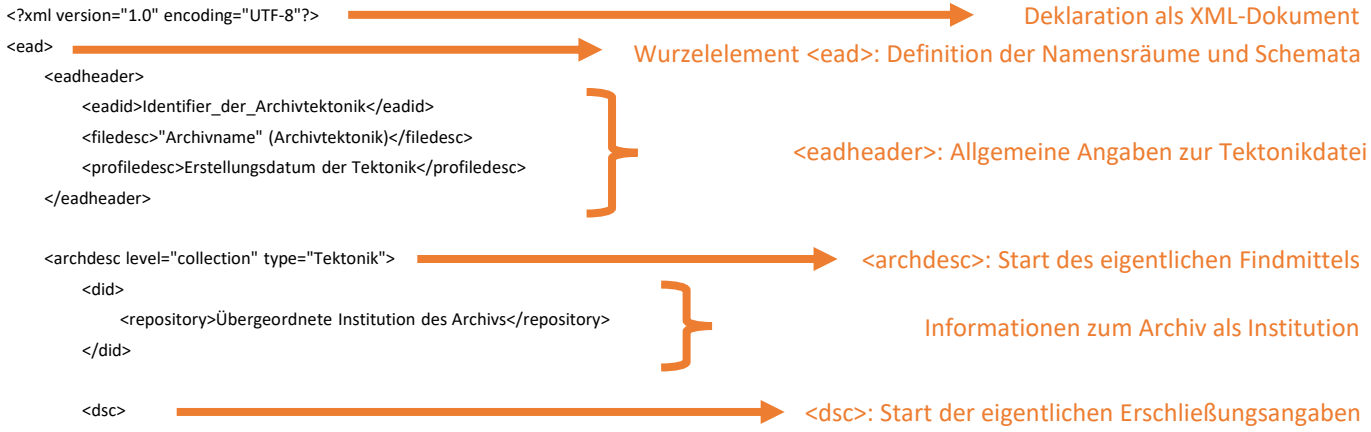 <?xml version="1.0" encoding="UTF-8"?> Deklaration als XML-Dokument
<ead> Wurzelelement <ead>: Definition der Namensräume und Schemata
<eadheader>
<eadid>Identifier_der_Archivtektonik</eadid>
<filedesc>"Archivname" (Archivtektonik)</filedesc>
<eadheader>: Allgemeine Angaben zur Tektonikdatei
<profiledesc>Erstellungsdatum der Tektonik</profiledesc>
</eadheader>
<archdesc level="collection" type="Tektonik"> <archdesc>: Start des eigentlichen Findmittels
<did>
<repository>Übergeordnete Institution des Archivs</repository> Informationen zum Archiv als Institution
</did>
<dsc> <dsc>: Start der eigentlichen Erschließungsangaben